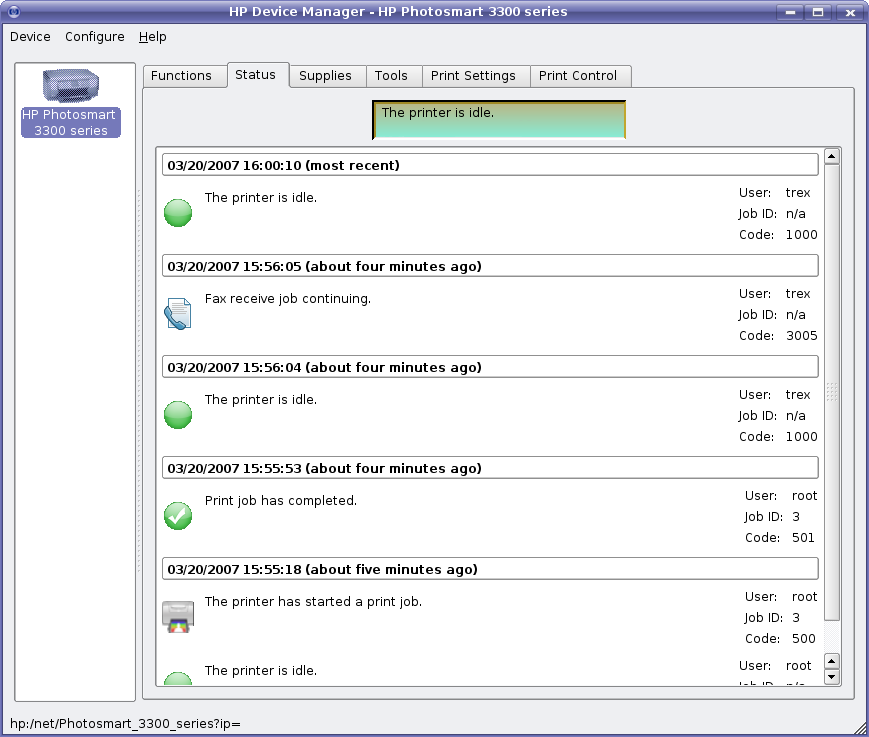 HP Device Manager - HP Photosmart 3300 series
Device Configure Help
HP Photosmart
3300 series
Functions Status Supplies Tools Print Settings Print Control
The printer is idle.
03/20/2007 16:00:10 (most recent)
The printer is idle.
User: trex
Job ID: n/a
Code: 1000
03/20/2007 15:56:05 (about four minutes ago)
Fax receive job continuing.
User: trex
Job ID: n/a
Code: 3005
03/20/2007 15:56:04 (about four minutes ago)
The printer is idle.
User: trex
Job ID: n/a
Code: 1000
03/20/2007 15:55:53 (about four minutes ago)
Print job has completed.
User: root
Job ID: 3
Code: 501
03/20/2007 15:55:18 (about five minutes ago)
The printer has started a print job.
User: root
Job ID: 3
Code: 500
The printer is idle.
User: root
Job ID: n/a
hp:/net/Photosmart_3300_series?ip=